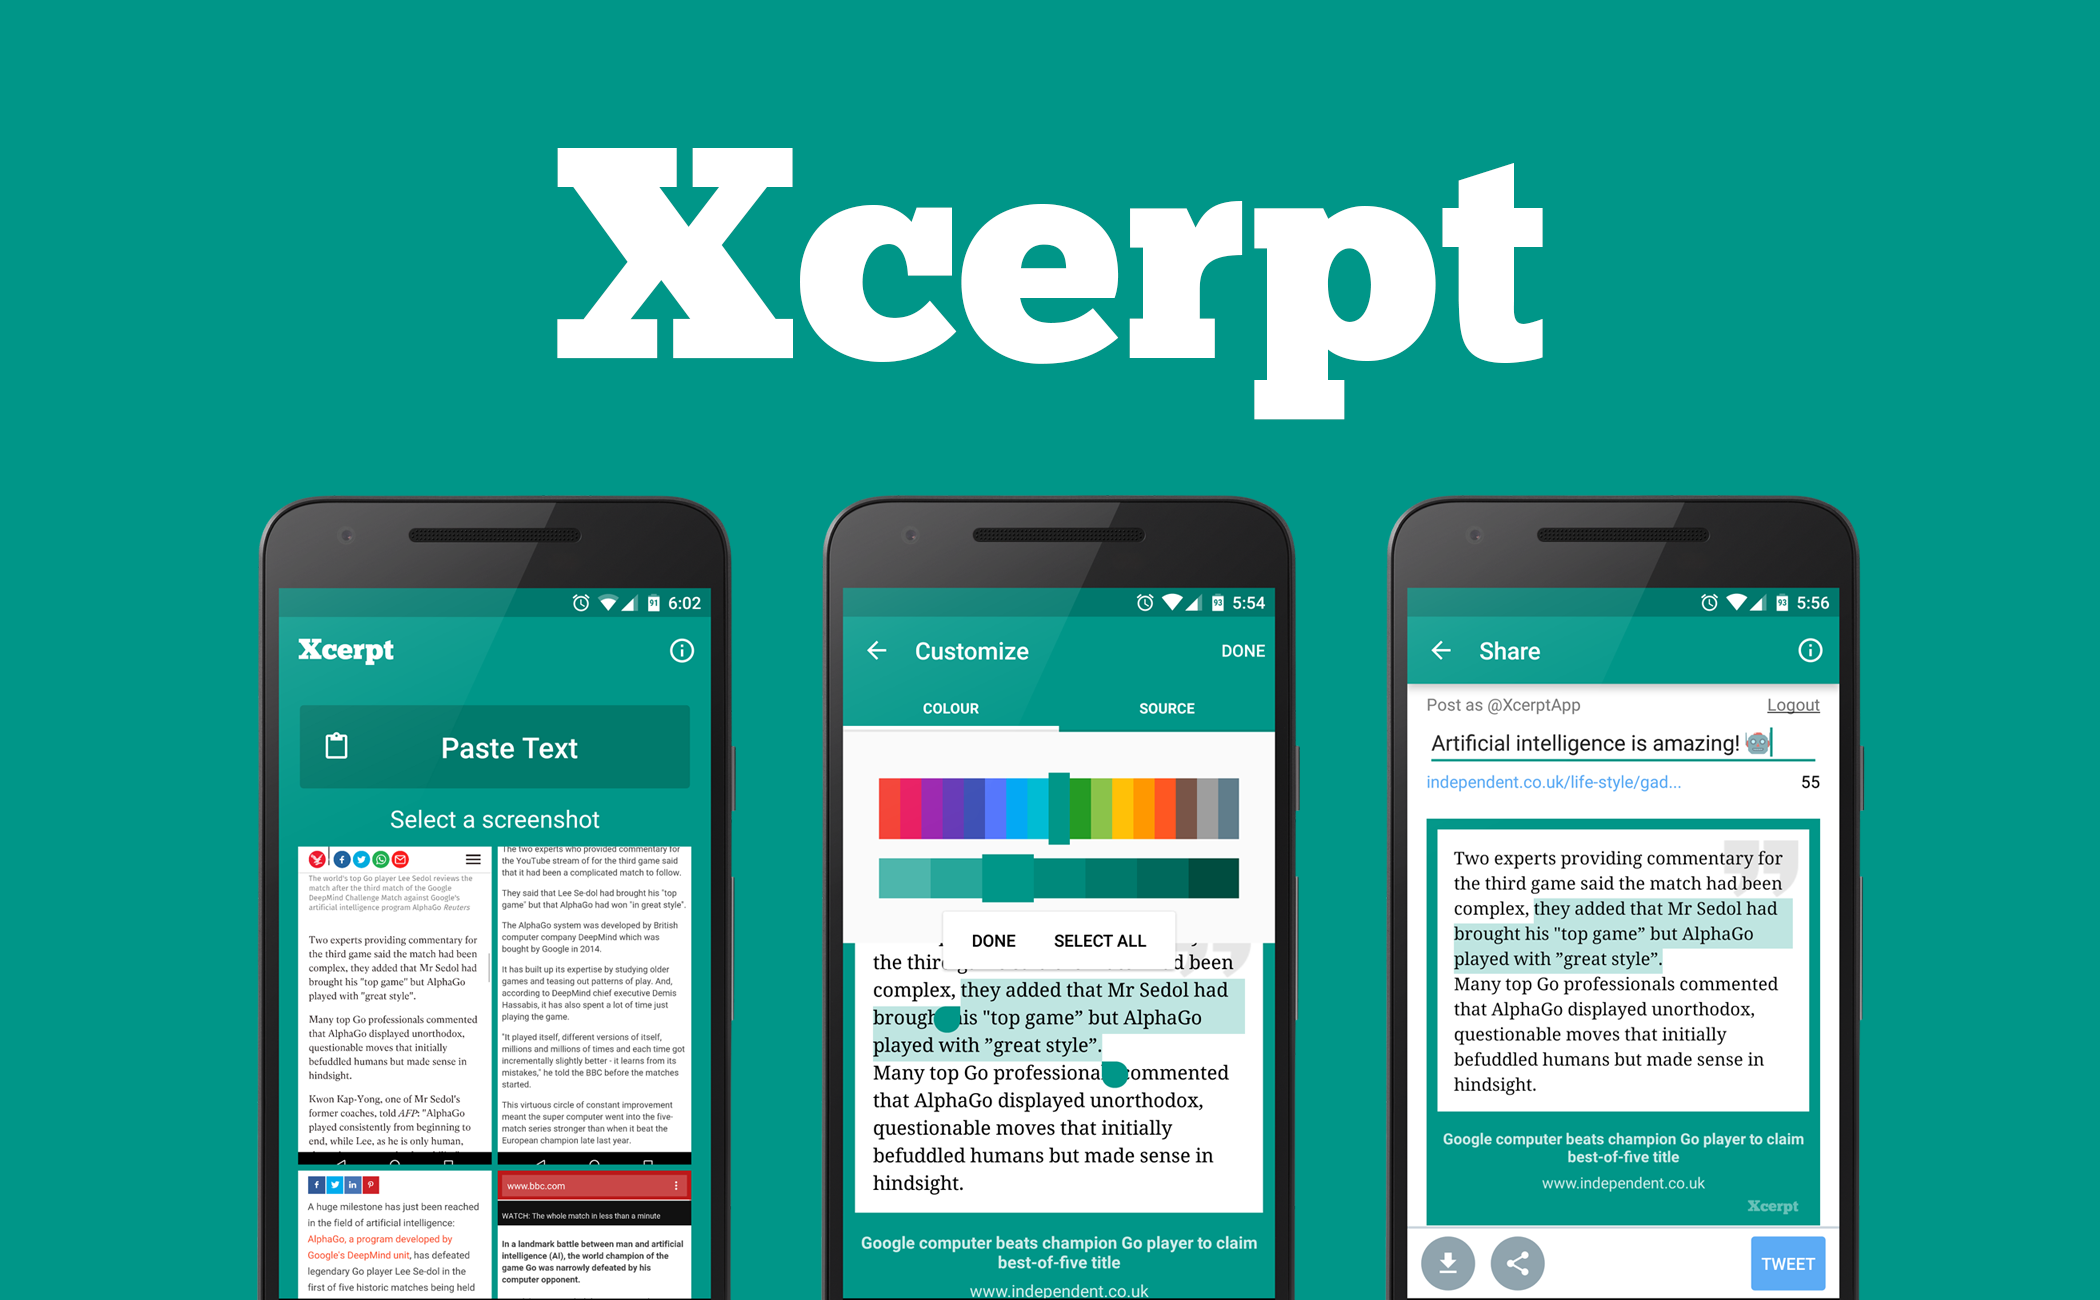 Xcerpt
91 6:02
Xcerpt
Paste Text
Select a screenshot
The world's top Go player Lee Sedol reviews the
match after the third match of the Google
DeepMind Challenge Match against Google's
artificial intelligence program AlphaGo Reuters
Two experts providing commentary for
the third game said the match had been
complex, they added that Mr Sedol had
brought his "top game" but AlphaGo
played with "great style".
Many top Go professionals commented
that AlphaGo displayed unorthodox,
questionable moves that initially
befuddled humans but made sense in
hindsight.
Kwon Kap-Yong, one of Mr Sedol's
former coaches, told AFP: "AlphaGo
played consistently from beginning to
end, while Lee, as he is only human,
The two experts who provided commentary for
the YouTube stream of for the third game said
that it had been a complicated match to follow.
They said that Lee Se-dol had brought his "top
game" but that AlphaGo had won "in great style".
The AlphaGo system was developed by British
computer company DeepMind which was
bought by Google in 2014.
It has built up its expertise by studying older
games and teasing out patterns of play. And,
according to DeepMind chief executive Demis
Hassabis, it has also spent a lot of time just
playing the game.
"It played itself, different versions of itself,
millions and millions of times and each time got
incrementally slightly better - it learns from its
mistakes," he told the BBC before the matches
started.
This virtuous circle of constant improvement
meant the super computer went into the five-
match series stronger than when it beat the
European champion late last year.
A huge milestone has just been reached
in the field of artificial intelligence:
AlphaGo, a program developed by
Google's DeepMind unit, has defeated
legendary Go player Lee Se-dol in the
first of five historic matches being held
www.bbc.com
WATCH: The whole match in less than a minute
In a landmark battle between man and artificial
intelligence (AI), the world champion of the
game Go was narrowly defeated by his
computer opponent.
93 5:54
Customize DONE
COLOUR SOURCE
DONE SELECT ALL
the thir d been
complex, they added that Mr Sedol had
brough is "top game” but AlphaGo
played with ”great style”.
Many top Go professiona commented
that AlphaGo displayed unorthodox,
questionable moves that initially
befuddled humans but made sense in
hindsight.
Google computer beats champion Go player to claim
best-of-five title
www.independent.co.uk
93 5:56
Share
Post as @XcerptApp Logout
Artificial intelligence is amazing! 🤖
independent.co.uk/life-style/gad... 55
Two experts providing commentary for
the third game said the match had been
complex, they added that Mr Sedol had
brought his "top game” but AlphaGo
played with ”great style”.
Many top Go professionals commented
that AlphaGo displayed unorthodox,
questionable moves that initially
befuddled humans but made sense in
hindsight.
Google computer beats champion Go player to claim
best-of-five title
www.independent.co.uk
Xcerpt
TWEET